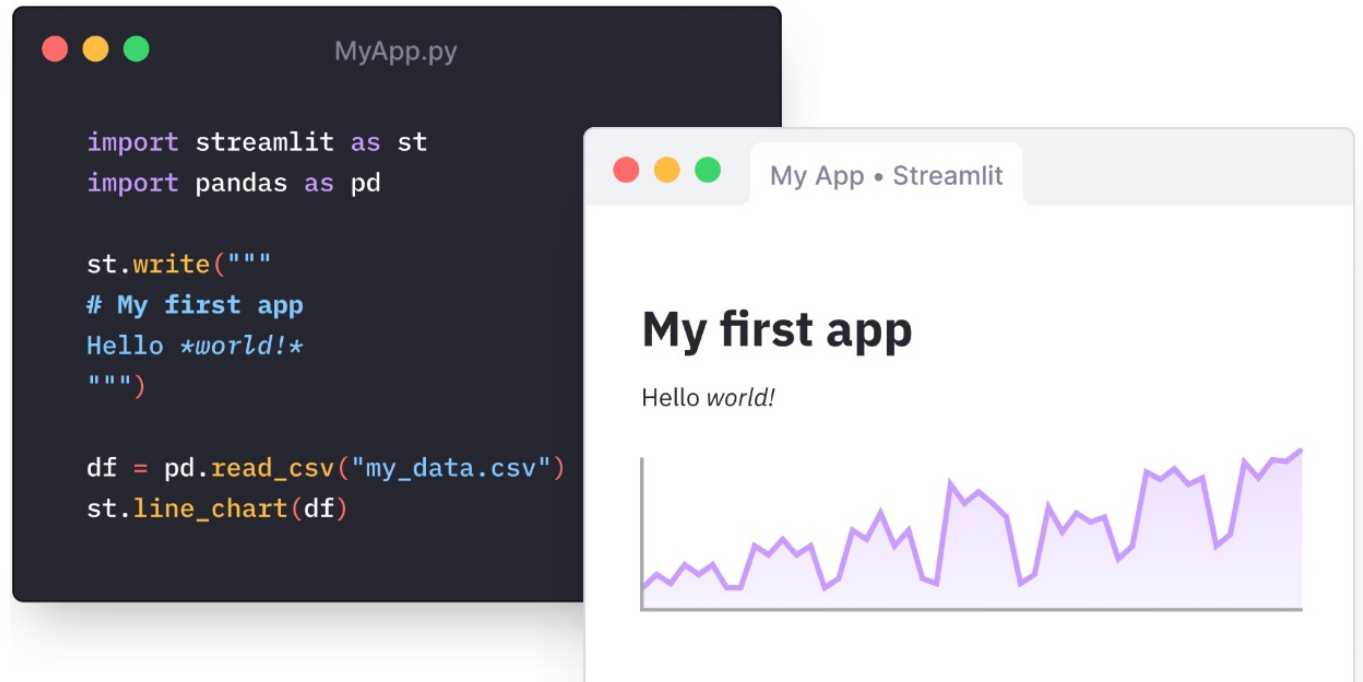 MyApp.py
import streamlit as st
import pandas as pd
st.write("""
# My first app
Hello *world!*
""")
df = pd.read_csv("my_data.csv")
st.line_chart(df)
My App • Streamlit
My first app
Hello world!